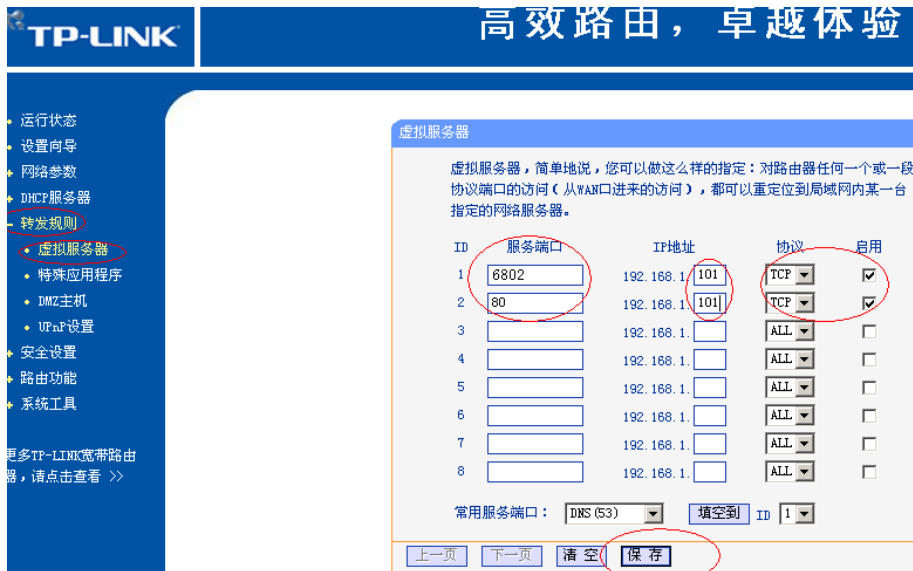 TP-LINK
高效路由，卓越体验
运行状态
设置向导
网络参数
DHCP服务器
转发规则
虚拟服务器
特殊应用程序
DMZ主机
UPnP设置
安全设置
路由功能
系统工具
更多TP-LINK宽带路由
器，请点击查看 >>
虚拟服务器
虚拟服务器，简单地说，您可以做这么样的指定：对路由器任何一个或一段
协议端口的访问（从WAN口进来的访问），都可以重定位到局域网内某一台
指定的网络服务器。
ID 服务端口 IP地址 协议 启用
1 6802 192.168.1. 101 TCP
2 80 192.168.1. 101 TCP
3 192.168.1. ALL
4 192.168.1. ALL
5 192.168.1. ALL
6 192.168.1. ALL
7 192.168.1. ALL
8 192.168.1. ALL
常用服务端口： DNS(53) 填空到 ID 1
上一页 下一页 清 空 保 存